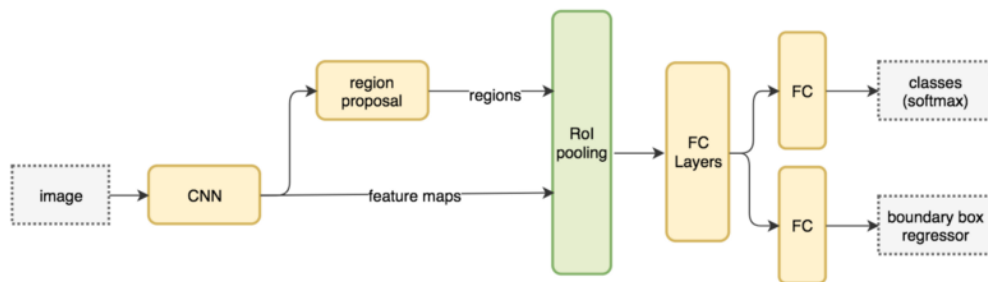 image
CNN
region
proposal
regions
feature maps
RoI
pooling
FC
Layers
FC
classes
(softmax)
FC
boundary box
regressor